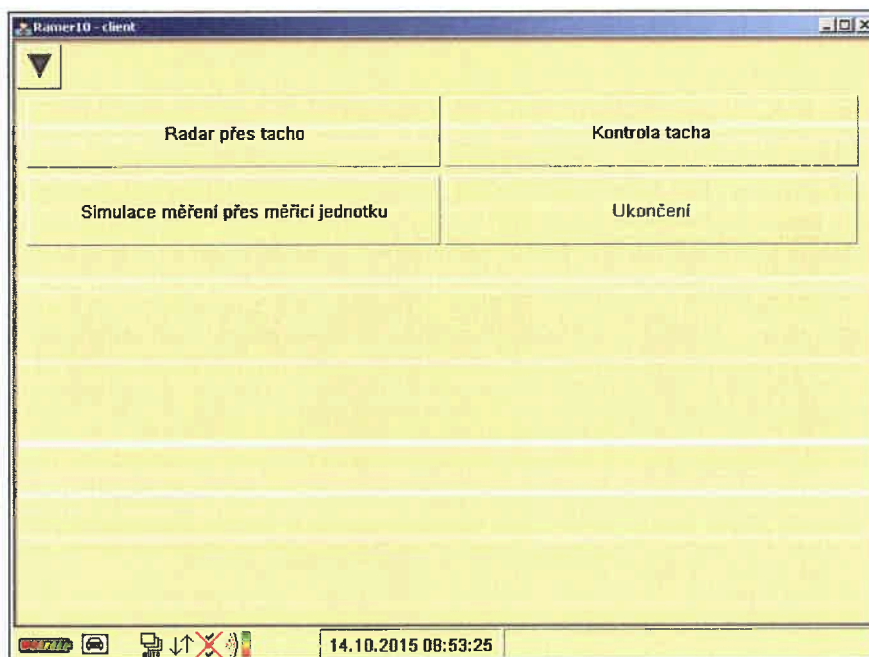 Ramer10 - client
Radar přes tacho
Kontrola tacha
Simulace měření přes měřicí jednotku
Ukončení
14.10.2015 08:53:25